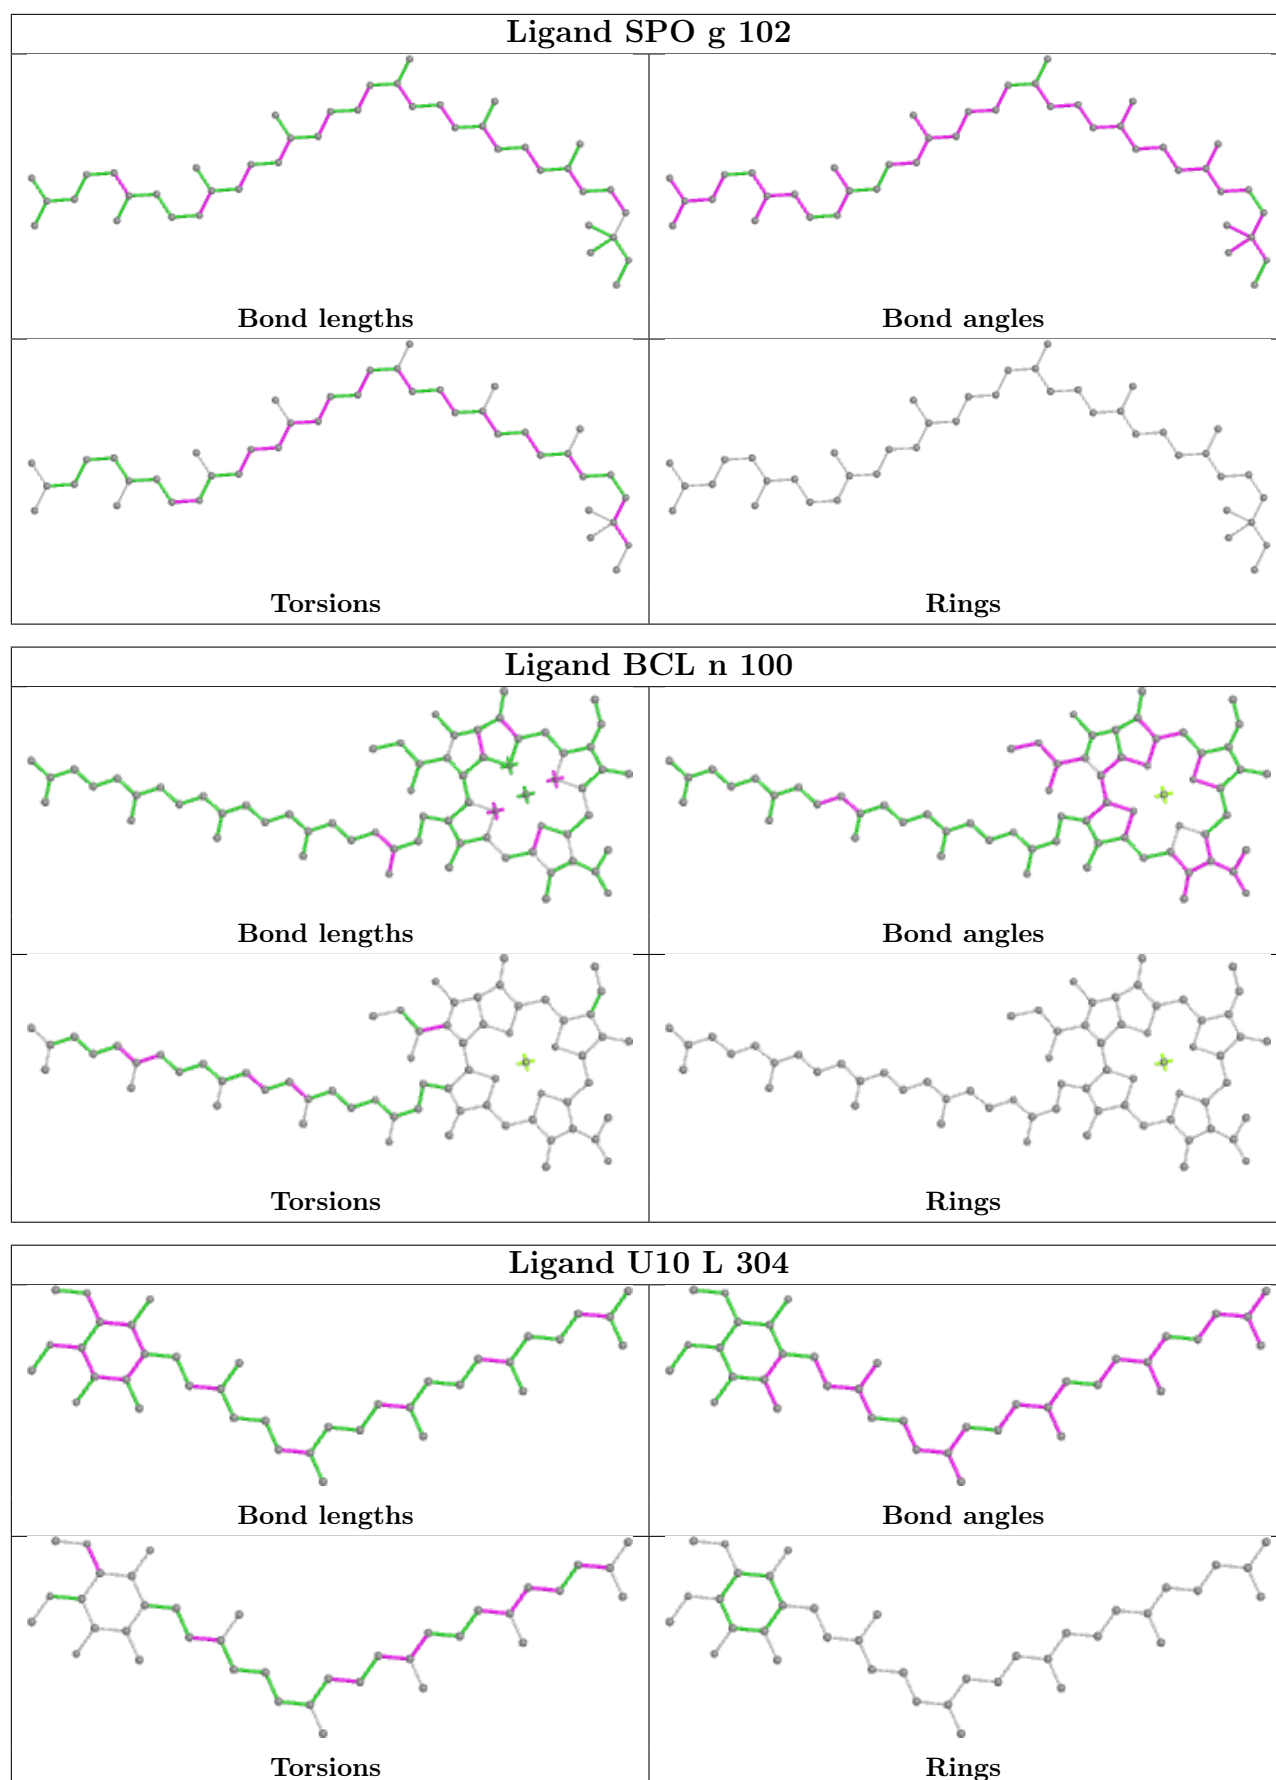 Ligand SPO g 102
Bond lengths
Bond angles
Torsions
Rings
Ligand BCL n 100
Bond lengths
Bond angles
Torsions
Rings
Ligand U10 L 304
Bond lengths
Bond angles
Torsions
Rings